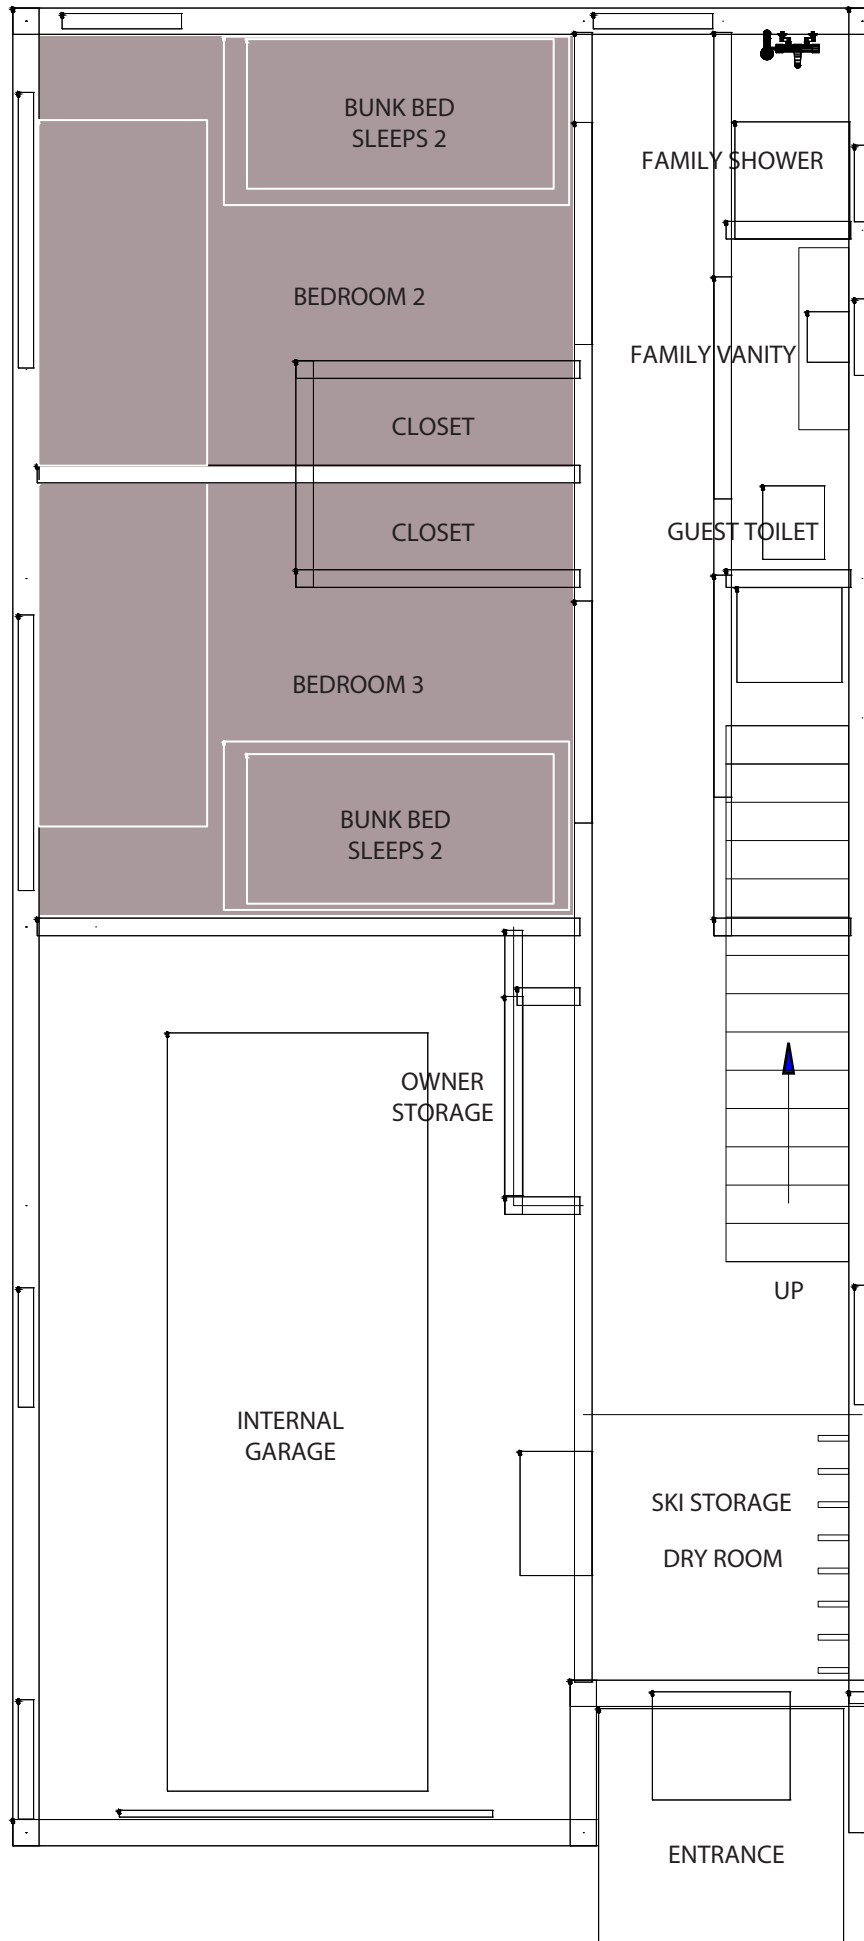 BUNK BED
SLEEPS 2
FAMILY SHOWER
BEDROOM 2
FAMILY VANITY
CLOSET
CLOSET
GUEST TOILET
BEDROOM 3
BUNK BED
SLEEPS 2
OWNER
STORAGE
UP
INTERNAL
GARAGE
SKI STORAGE
DRY ROOM
ENTRANCE